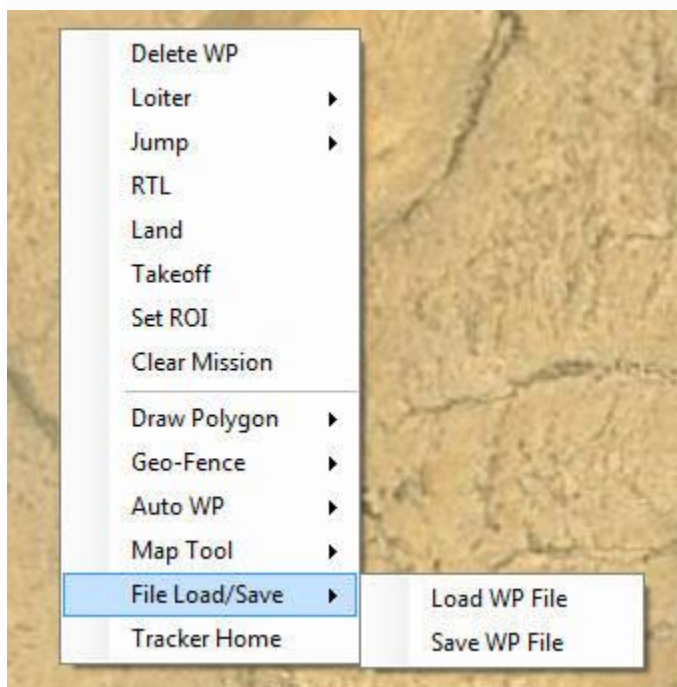 Delete WP
Loiter
Jump
RTL
Land
Takeoff
Set ROI
Clear Mission
Draw Polygon
Geo-Fence
Auto WP
Map Tool
File Load/Save
Tracker Home
Load WP File
Save WP File